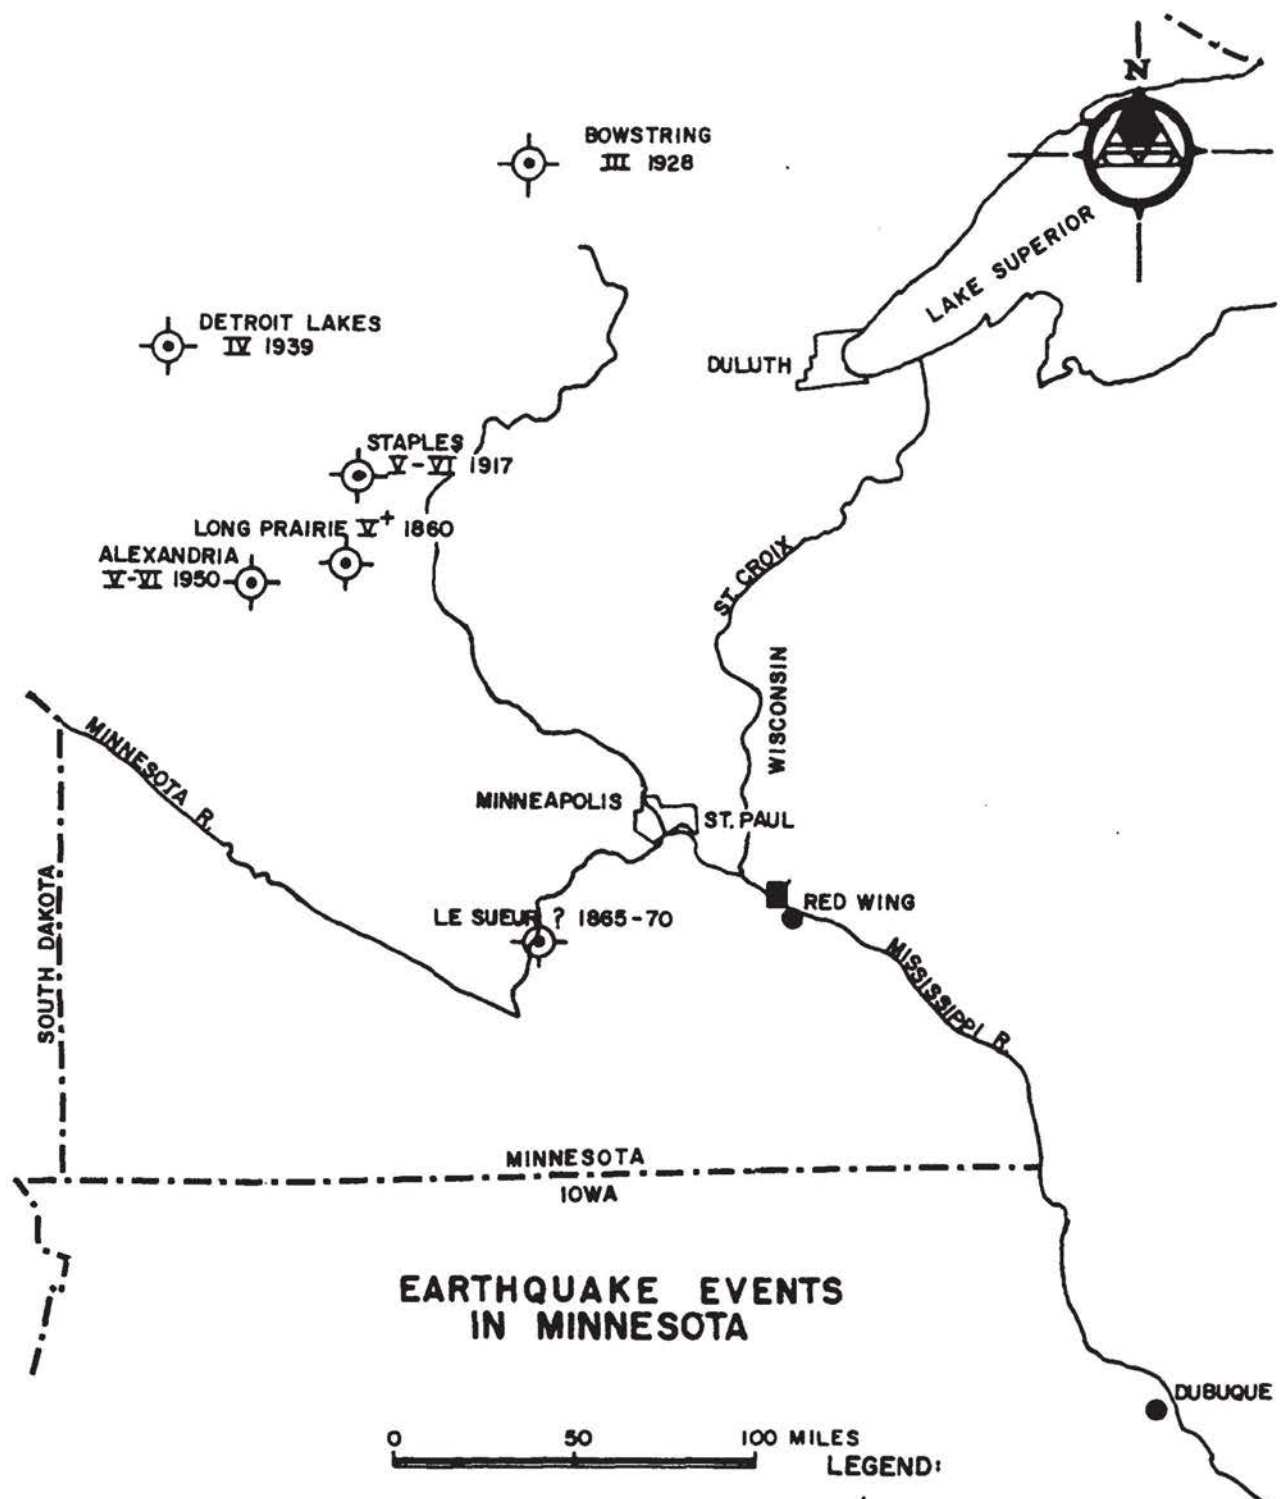 N
BOWSTRING
III 1928
LAKE SUPERIOR
DETROIT LAKES
IV 1939
DULUTH
STAPLES
V-VI 1917
LONG PRAIRIE V+ 1860
ALEXANDRIA
V-VI 1950
ST. CROIX
WISCONSIN
MINNESOTA R.
MINNEAPOLIS
ST. PAUL
SOUTH DAKOTA
RED WING
LE SUEUR ? 1865-70
MISSISSIPPI R.
MINNESOTA
IOWA
EARTHQUAKE EVENTS
IN MINNESOTA
DUBUQUE
0 50 100 MILES
LEGEND: